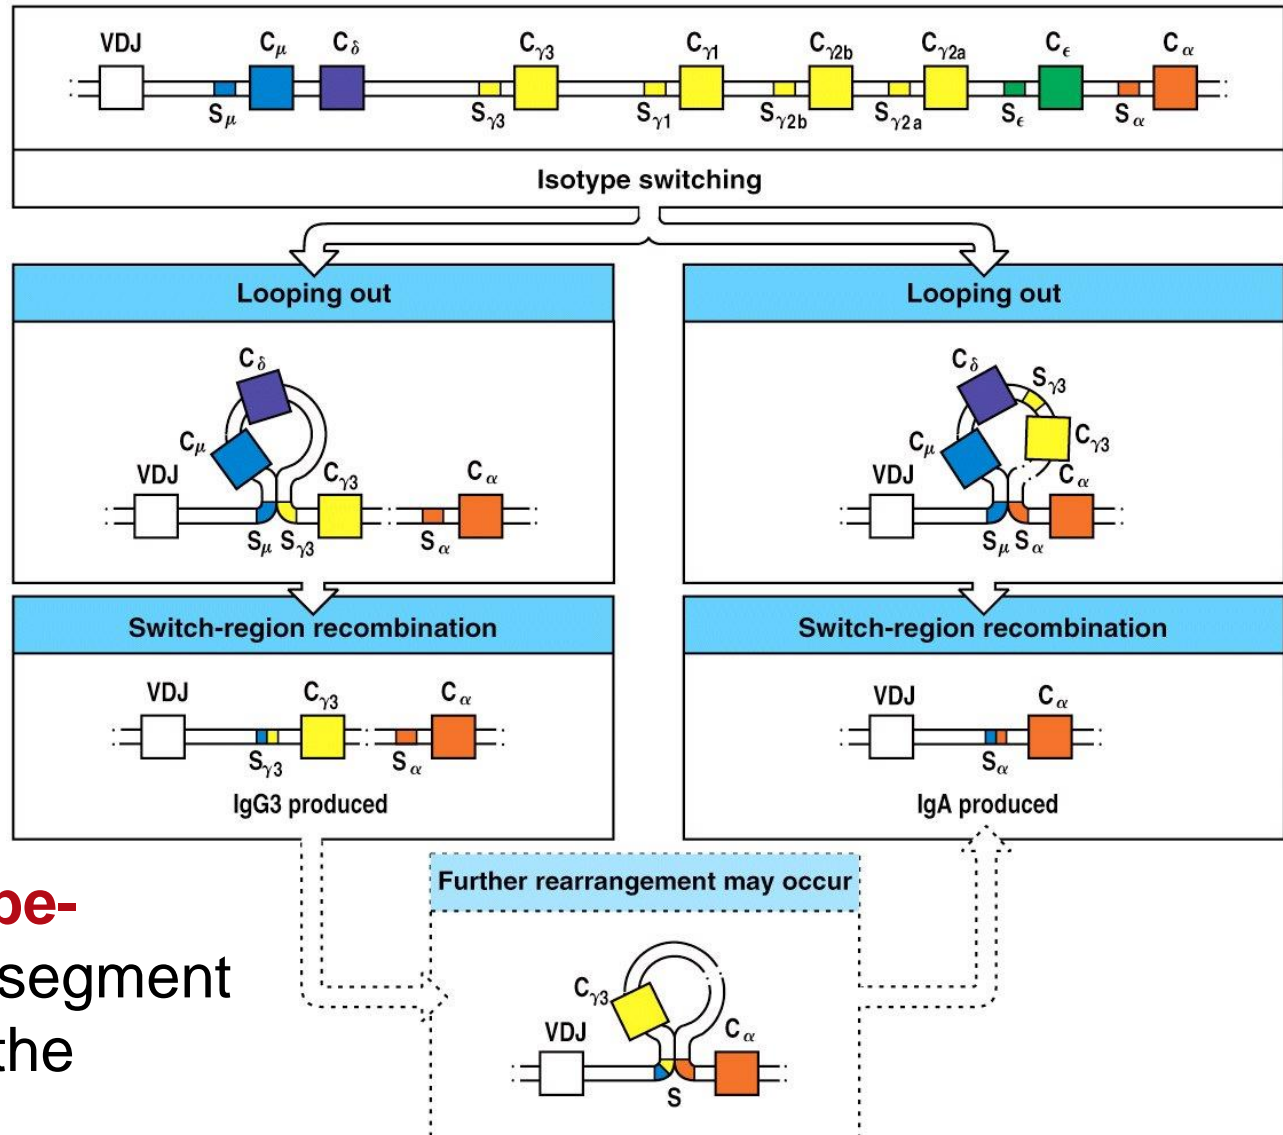 VDJ Cμ Cδ Cγ3 Cγ1 Cγ2b Cγ2a Cϵ Cα
Sμ Sγ3 Sγ1 Sγ2b Sγ2a Sϵ Sα
Isotype switching
Looping out
Cδ
Cμ
VDJ Cγ3 Cα
Sμ Sγ3 Sα
Switch-region recombination
VDJ Cγ3 Cα
Sγ3 Sα
IgG3 produced
Looping out
Cδ Sγ3
Cμ Cγ3
VDJ Cα
Sμ Sα
Switch-region recombination
VDJ Cα
Sα
IgA produced
Further rearrangement may occur
Cγ3
VDJ Cα
S
pe-
segment
the